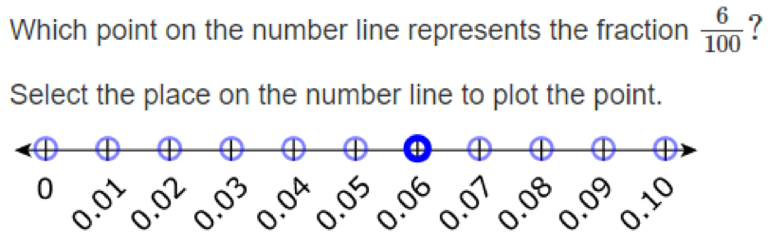 Which point on the number line represents the fraction 6/100?
Select the place on the number line to plot the point.
0 0.01 0.02 0.03 0.04 0.05 0.06 0.07 0.08 0.09 0.10